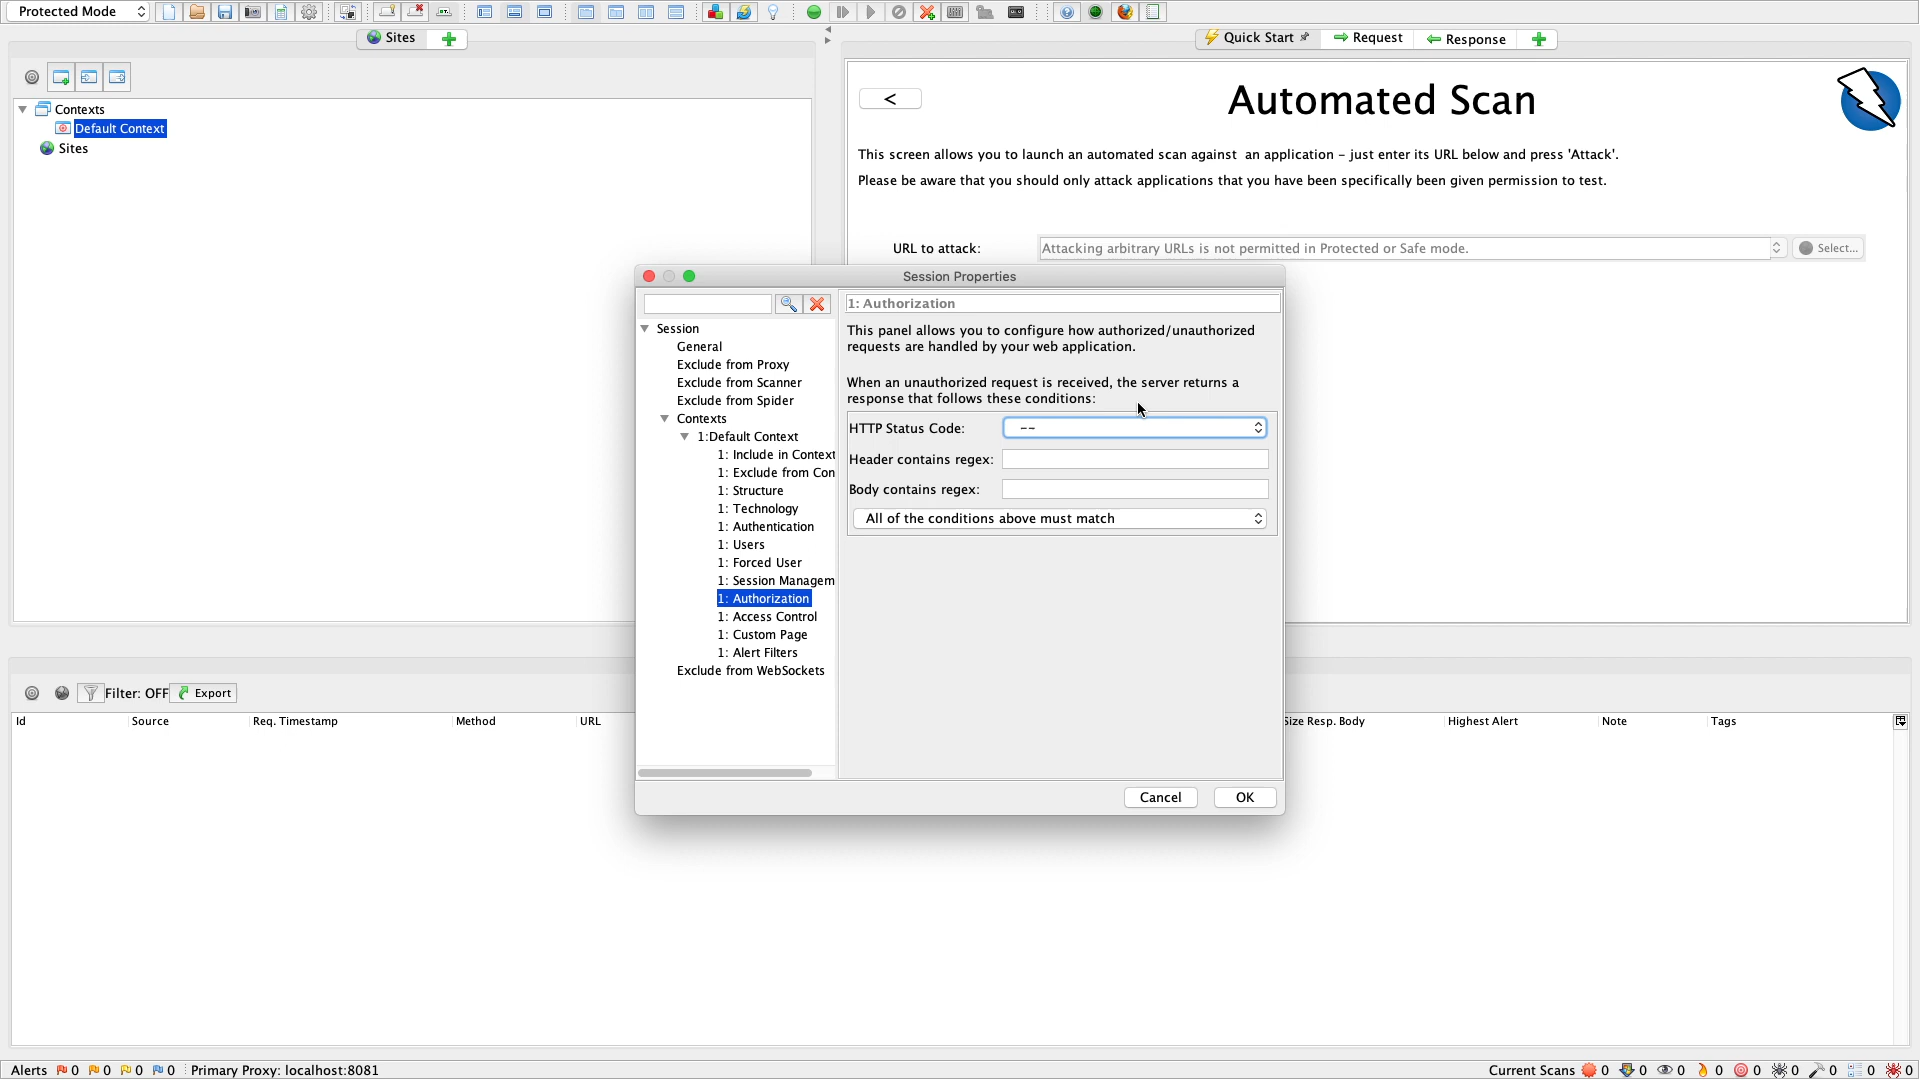 Protected Mode
Sites
Quick Start
Request
Response
Contexts
Default Context
Sites
<
Automated Scan
This screen allows you to launch an automated scan against  an application – just enter its URL below and press 'Attack'.
Please be aware that you should only attack applications that you have been specifically been given permission to test.
URL to attack:
Attacking arbitrary URLs is not permitted in Protected or Safe mode.
Select...
Session Properties
Session
General
Exclude from Proxy
Exclude from Scanner
Exclude from Spider
Contexts
1:Default Context
1: Include in Context
1: Exclude from Con
1: Structure
1: Technology
1: Authentication
1: Users
1: Forced User
1: Session Managem
1: Authorization
1: Access Control
1: Custom Page
1: Alert Filters
Exclude from WebSockets
1: Authorization
This panel allows you to configure how authorized/unauthorized
requests are handled by your web application.
When an unauthorized request is received, the server returns a
response that follows these conditions:
HTTP Status Code:
--
Header contains regex:
Body contains regex:
All of the conditions above must match
Cancel
OK
Filter: OFF
Export
Id
Source
Req. Timestamp
Method
URL
Size Resp. Body
Highest Alert
Note
Tags
Alerts
0
0
0
0
Primary Proxy: localhost:8081
Current Scans
0
0
0
0
0
0
0
0
0